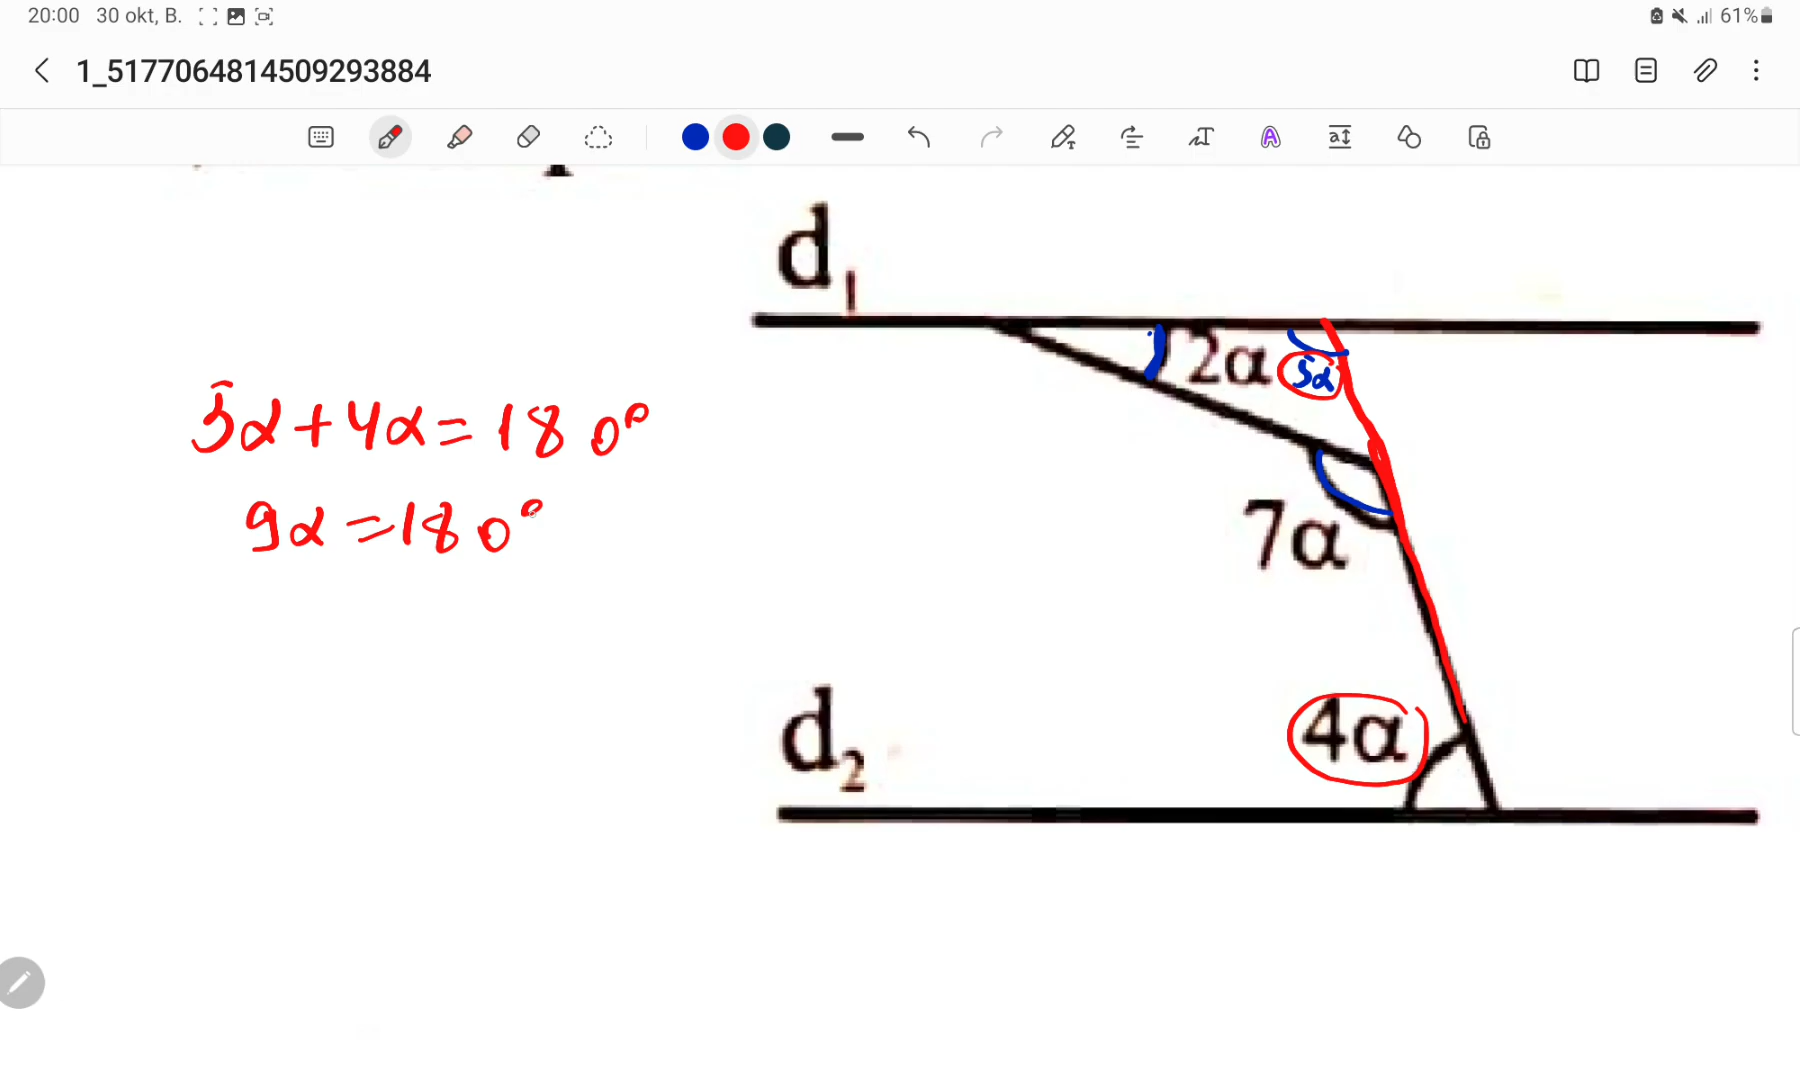 20:00 30 okt, B. 61%
1_5177064814509293884
d₁
2α 5α
5α+4α=180°
9α=180°
7α
d₂
4α